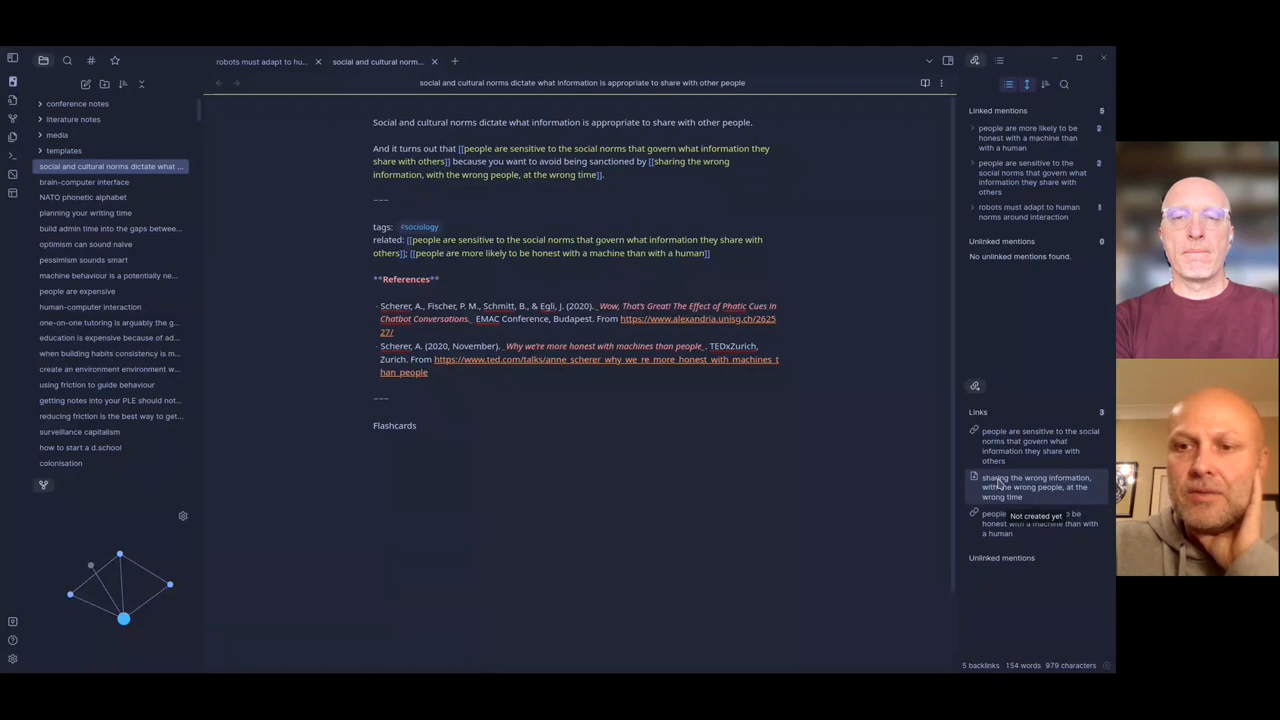 robots must adapt to hu...
social and cultural norm...
social and cultural norms dictate what information is appropriate to share with other people
conference notes
literature notes
media
templates
social and cultural norms dictate what ...
brain-computer interface
NATO phonetic alphabet
planning your writing time
build admin time into the gaps betwee...
optimism can sound naive
pessimism sounds smart
machine behaviour is a potentially ne...
people are expensive
human-computer interaction
one-on-one tutoring is arguably the g...
education is expensive because of ad...
when building habits consistency is m...
create an environment environment w...
using friction to guide behaviour
getting notes into your PLE should not...
reducing friction is the best way to get...
surveillance capitalism
how to start a d.school
colonisation
Social and cultural norms dictate what information is appropriate to share with other people.
And it turns out that [[people are sensitive to the social norms that govern what information they
share with others]] because you want to avoid being sanctioned by [[sharing the wrong
information, with the wrong people, at the wrong time]].
---
tags: #sociology
related: [[people are sensitive to the social norms that govern what information they share with
others]]; [[people are more likely to be honest with a machine than with a human]]
**References**
- Scherer, A., Fischer, P. M., Schmitt, B., & Egli, J. (2020). _Wow, That's Great! The Effect of Phatic Cues in
Chatbot Conversations._ EMAC Conference, Budapest. From https://www.alexandria.unisg.ch/2625
27/
- Scherer, A. (2020, November). _Why we're more honest with machines than people_. TEDxZurich,
Zurich. From https://www.ted.com/talks/anne_scherer_why_we_re_more_honest_with_machines_t
han_people
---
Flashcards
Linked mentions 5
people are more likely to be 2
honest with a machine than
with a human
people are sensitive to the 2
social norms that govern what
information they share with
others
robots must adapt to human 1
norms around interaction
Unlinked mentions 0
No unlinked mentions found.
Links 3
people are sensitive to the social
norms that govern what
information they share with
others
sharing the wrong information,
with the wrong people, at the
wrong time
Not created yet
people to be
honest with a machine than with
a human
Unlinked mentions
5 backlinks 154 words 979 characters